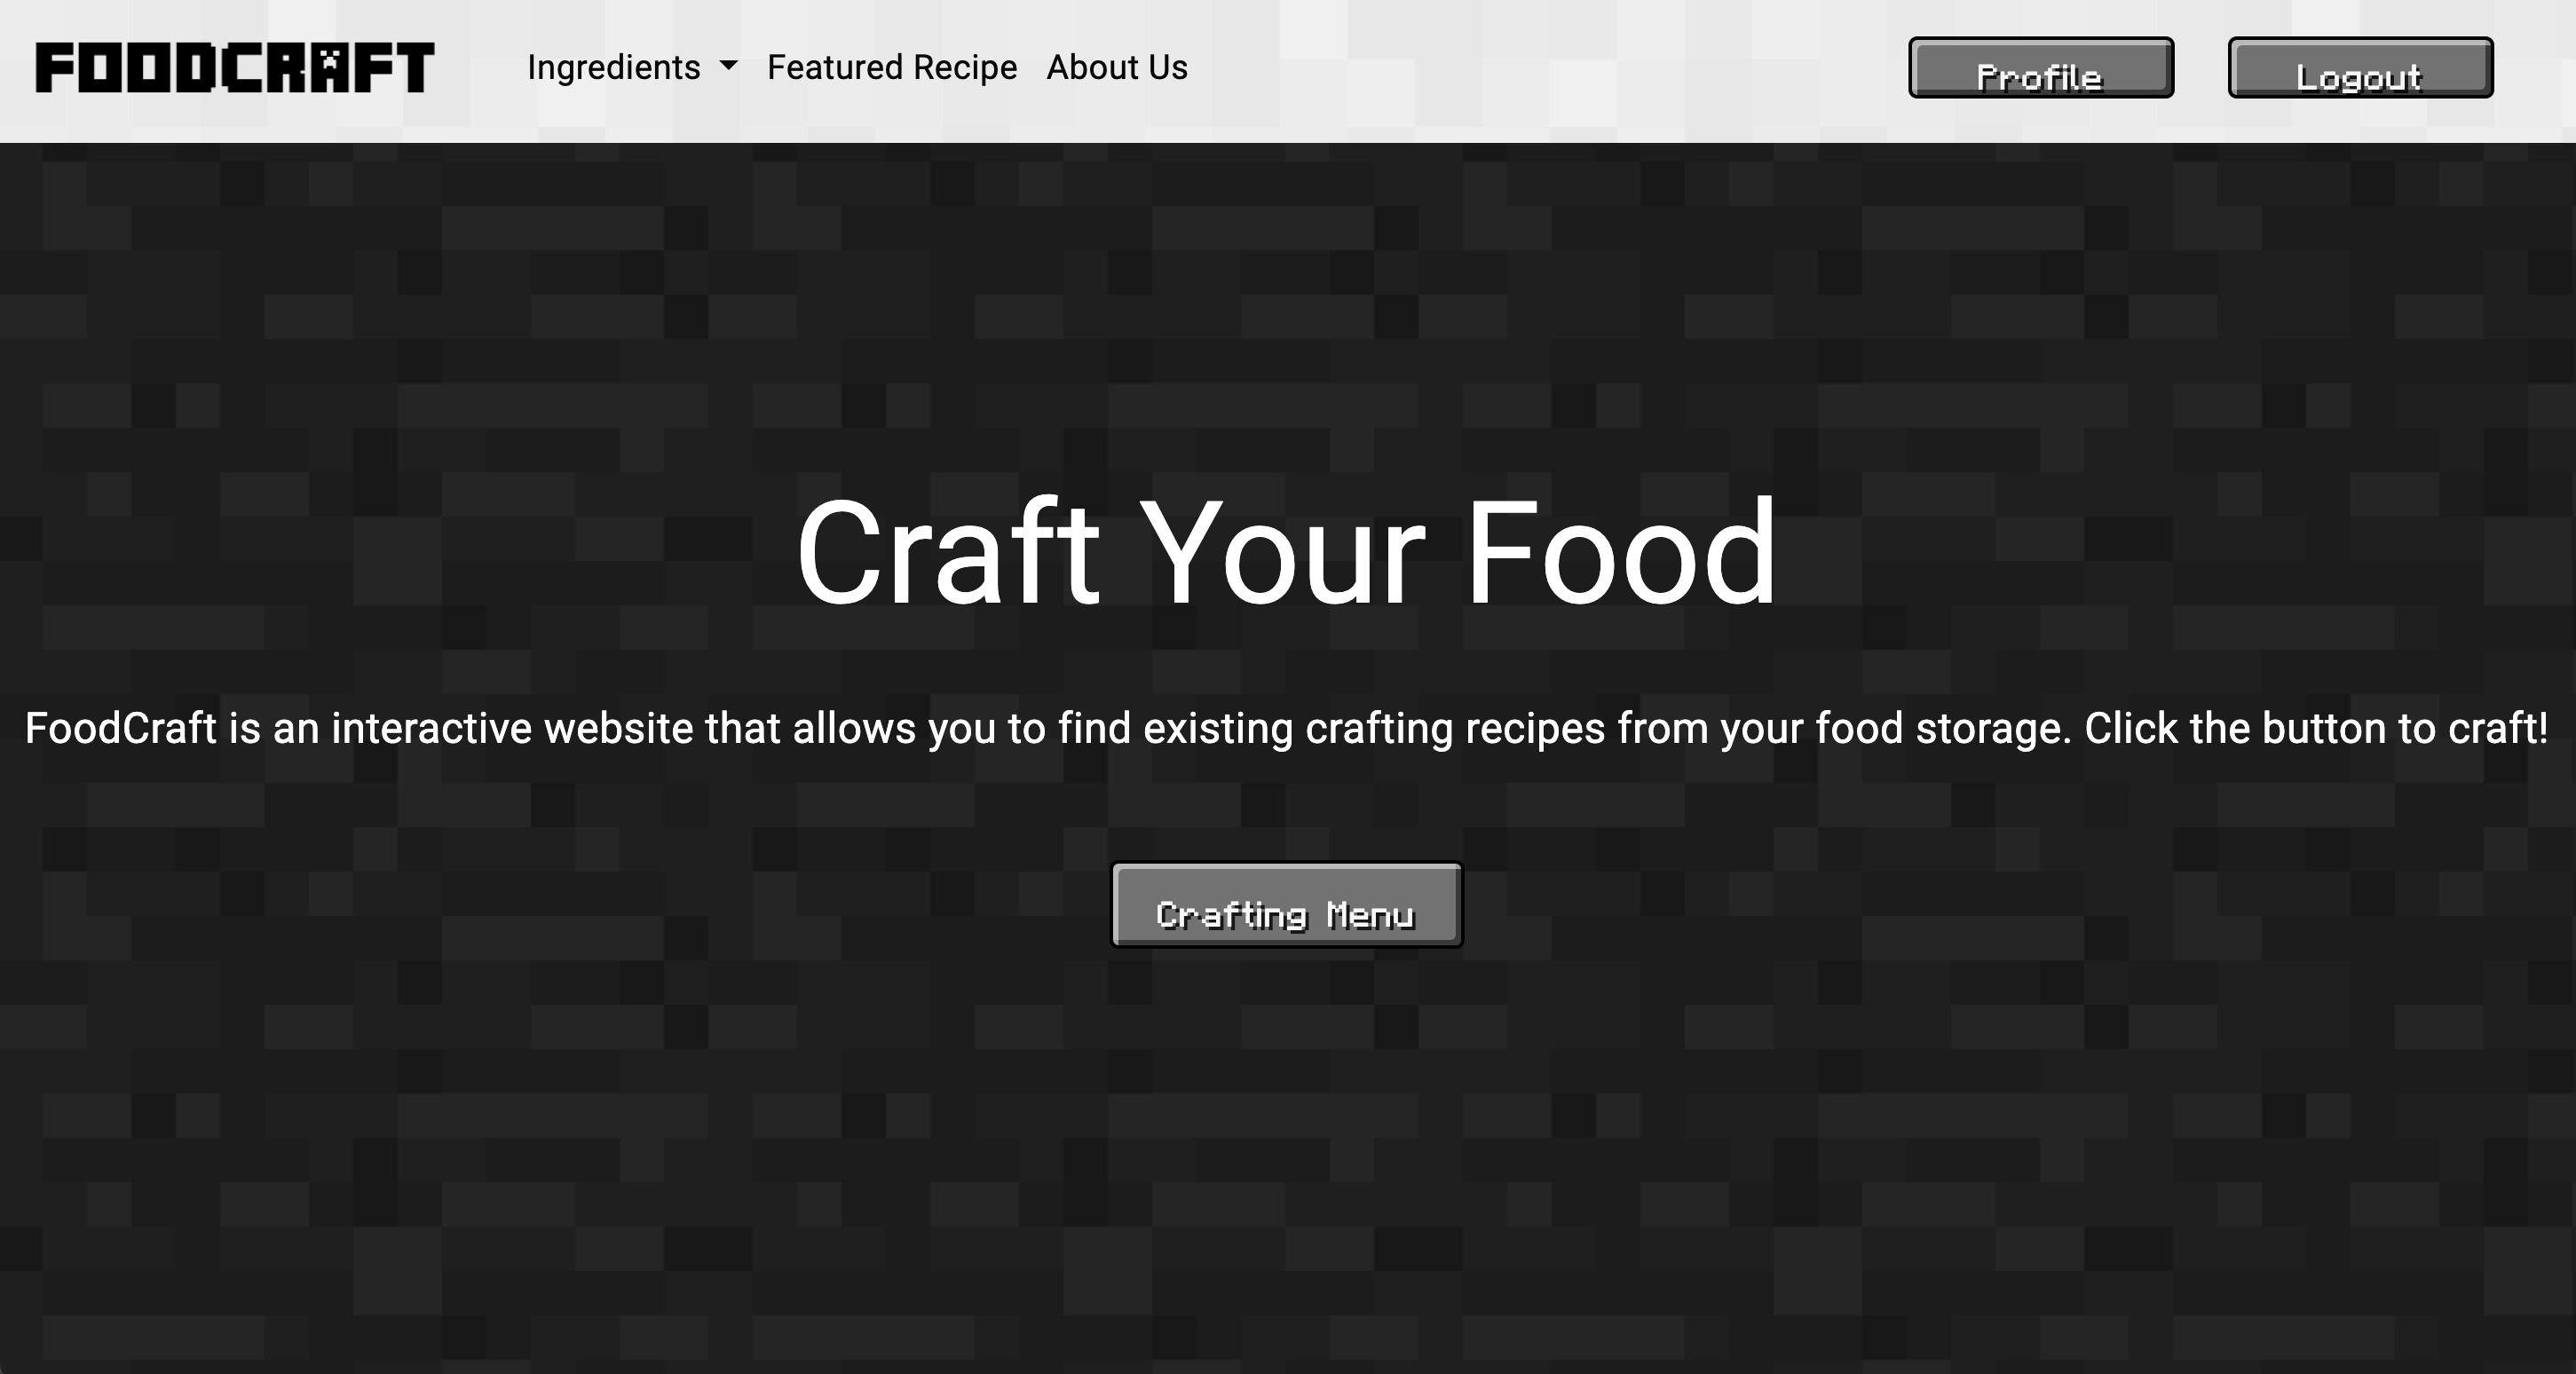 FOODCRAFT
Ingredients
Featured Recipe
About Us
Profile
Logout
Craft Your Food
FoodCraft is an interactive website that allows you to find existing crafting recipes from your food storage. Click the button to craft!
Crafting Menu